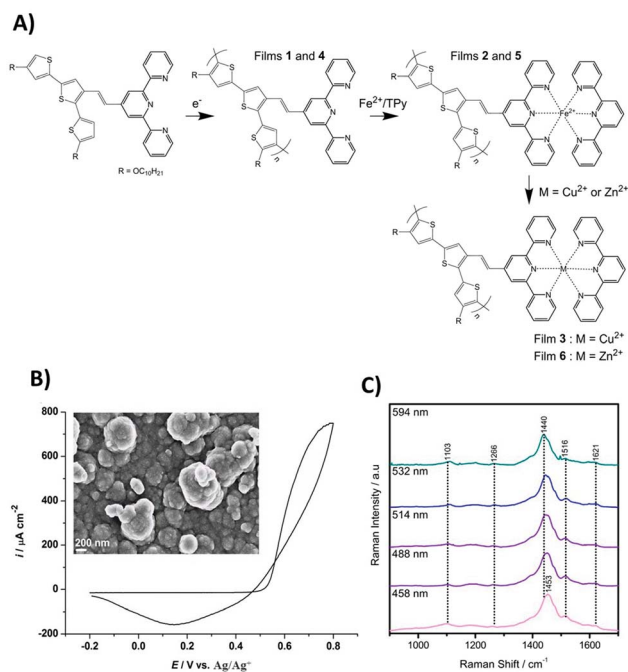 A)
Films 1 and 4
Films 2 and 5
R
S
S
S
R
N
N
N
R = OC10H21
e-
R
S
S
S
R
n
N
N
N
Fe2+/TPy
R
S
S
S
R
n
N
N
N
Fe2+
N
N
N
M = Cu2+ or Zn2+
R
S
S
S
R
n
N
N
N
M
N
N
N
Film 3 : M = Cu2+
Film 6 : M = Zn2+
B)
800
600
400
200
0
-200
-0.2
0.0
0.2
0.4
0.6
0.8
i / µA cm-2
E / V vs. Ag/Ag+
200 nm
C)
594 nm
532 nm
514 nm
488 nm
458 nm
1103
1266
1440
1516
1621
1453
Raman Intensity / a.u
1000
1200
1400
1600
Raman Shift / cm-1